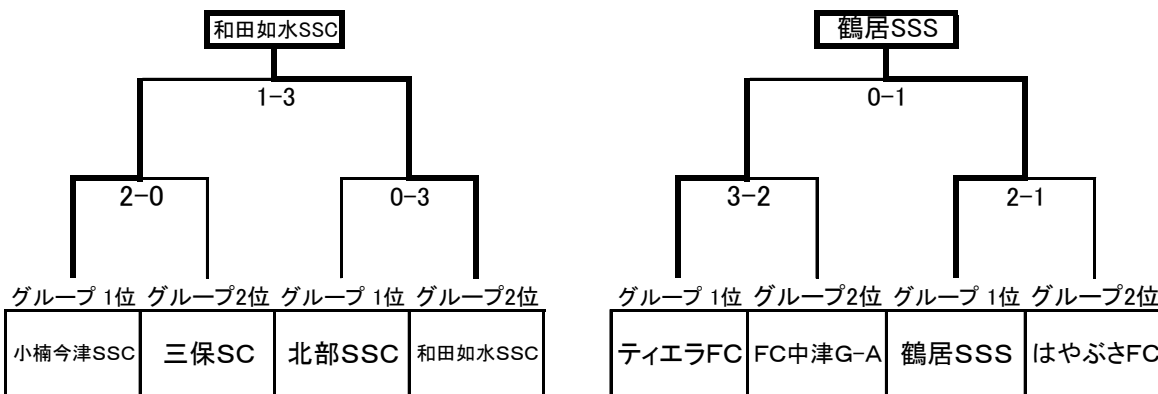 和田如水SSC 鶴居SSS
1-3 0-1
2-0 0-3 3-2 2-1
グループ 1位 グループ2位 グループ 1位 グループ2位 グループ 1位 グループ2位 グループ 1位 グループ2位
小楠今津SSC 三保SC 北部SSC 和田如水SSC ティエラFC FC中津G-A 鶴居SSS はやぶさFC